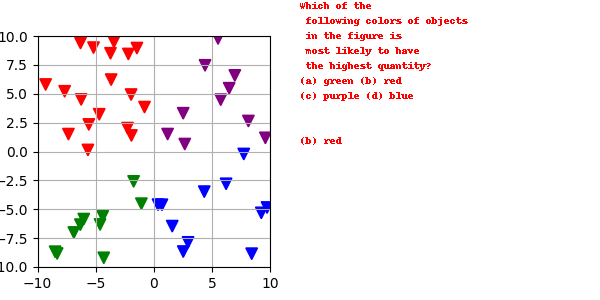 Which of the
following colors of objects
in the figure is
most likely to have
the highest quantity?
(a) green (b) red
(c) purple (d) blue
(b) red
10.0
7.5
5.0
2.5
0.0
−2.5
−5.0
−7.5
10.0
−10 −5 0 5 10